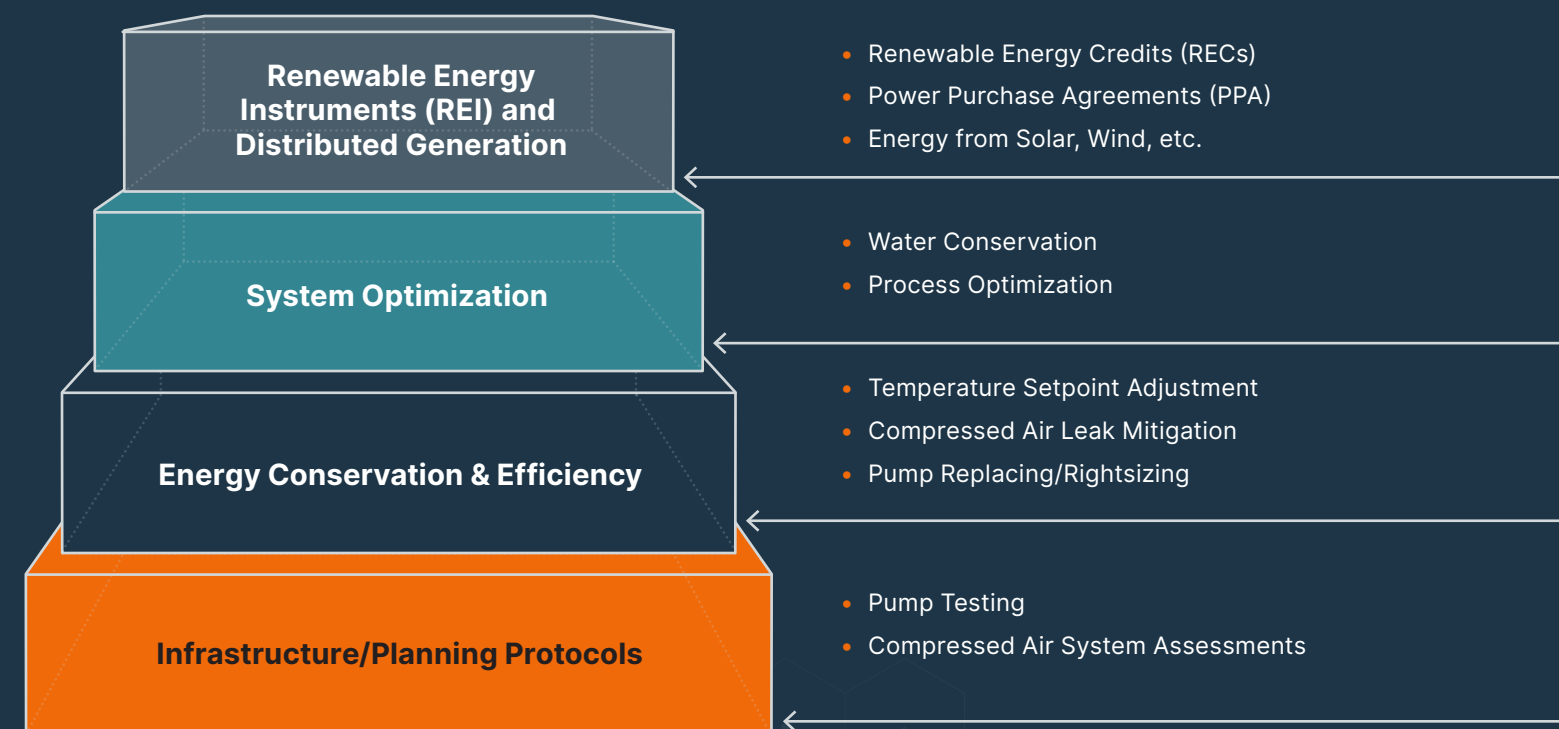 Renewable Energy
Instruments (REI) and
Distributed Generation
• Renewable Energy Credits (RECs)
• Power Purchase Agreements (PPA)
• Energy from Solar, Wind, etc.
System Optimization
• Water Conservation
• Process Optimization
Energy Conservation & Efficiency
• Temperature Setpoint Adjustment
• Compressed Air Leak Mitigation
• Pump Replacing/Rightsizing
Infrastructure/Planning Protocols
• Pump Testing
• Compressed Air System Assessments